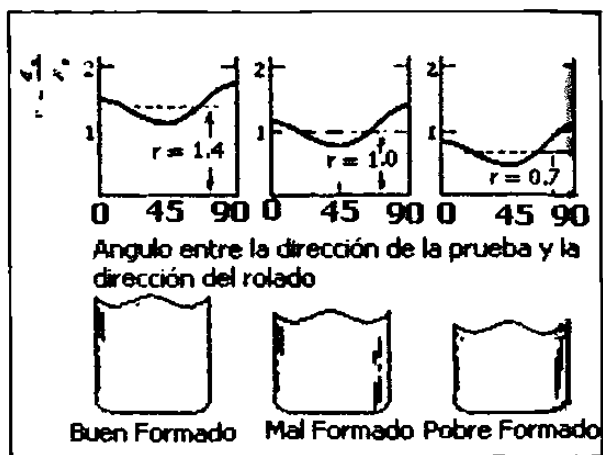 2 2 2
1 1 1
r = 1.4 r = 1.0 r = 0.7
0 45 90 0 45 90 0 45 90
Angulo entre la dirección de la prueba y la
dirección del rolado
Buen Formado Mal Formado Pobre Formado